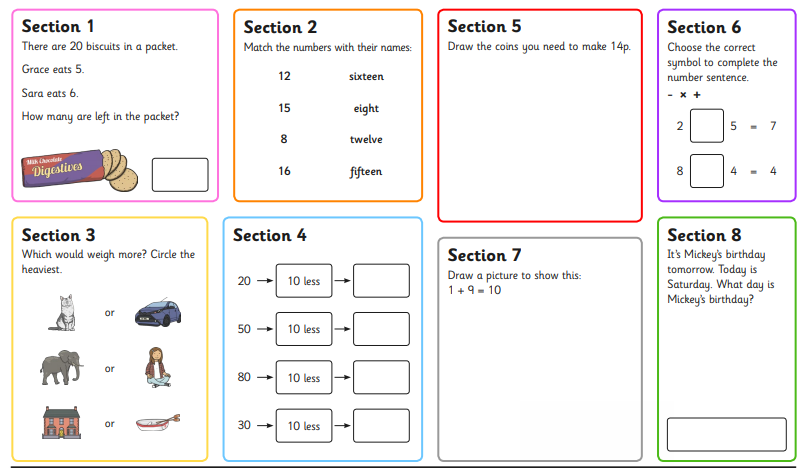 Section 1
There are 20 biscuits in a packet.
Grace eats 5.
Sara eats 6.
How many are left in the packet?
Milk Chocolate
Digestives
Section 2
Match the numbers with their names:
12 sixteen
15 eight
8 twelve
16 fifteen
Section 5
Draw the coins you need to make 14p.
Section 6
Choose the correct
symbol to complete the
number sentence.
- × +
2 5 = 7
8 4 = 4
Section 3
Which would weigh more? Circle the
heaviest.
or
or
or
Section 4
20 → 10 less →
50 → 10 less →
80 → 10 less →
30 → 10 less →
Section 7
Draw a picture to show this:
1 + 9 = 10
Section 8
It's Mickey's birthday
tomorrow. Today is
Saturday. What day is
Mickey's birthday?